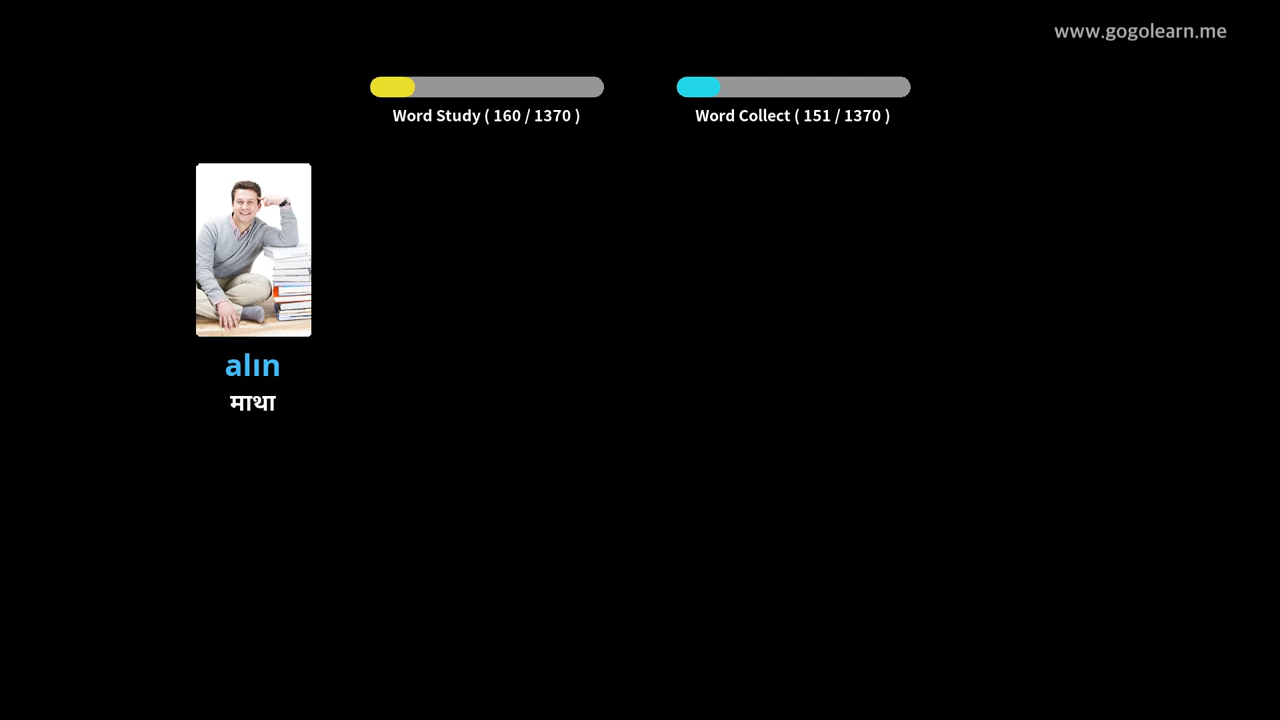 www.gogolearn.me
Word Study ( 160 / 1370 )
Word Collect ( 151 / 1370 )
alın
माथा